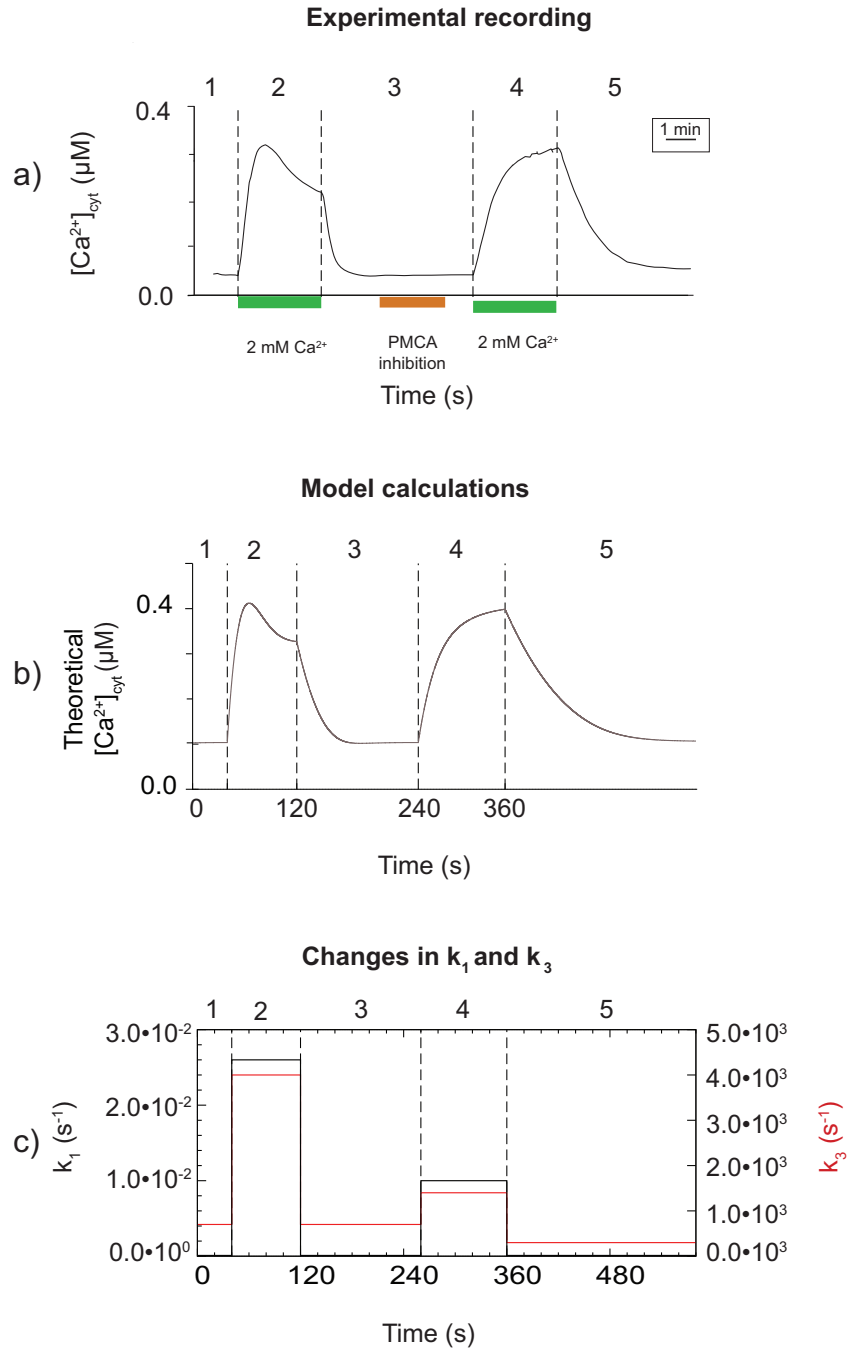 Experimental recording
1 2 3 4 5
0.4
1 min
a)
[Ca²⁺]cyt (µM)
0.0
2 mM Ca²⁺
PMCA
inhibition
2 mM Ca²⁺
Time (s)
Model calculations
1 2 3 4 5
0.4
b)
Theoretical
[Ca²⁺]cyt (µM)
0.0
0 120 240 360
Time (s)
Changes in k₁ and k₃
1 2 3 4 5
3.0•10⁻² 5.0•10³
4.0•10³
2.0•10⁻²
3.0•10³
c)
k₁ (s⁻¹)
k₃ (s⁻¹)
2.0•10³
1.0•10⁻²
1.0•10³
0.0•10⁰ 0.0•10³
0 120 240 360 480
Time (s)